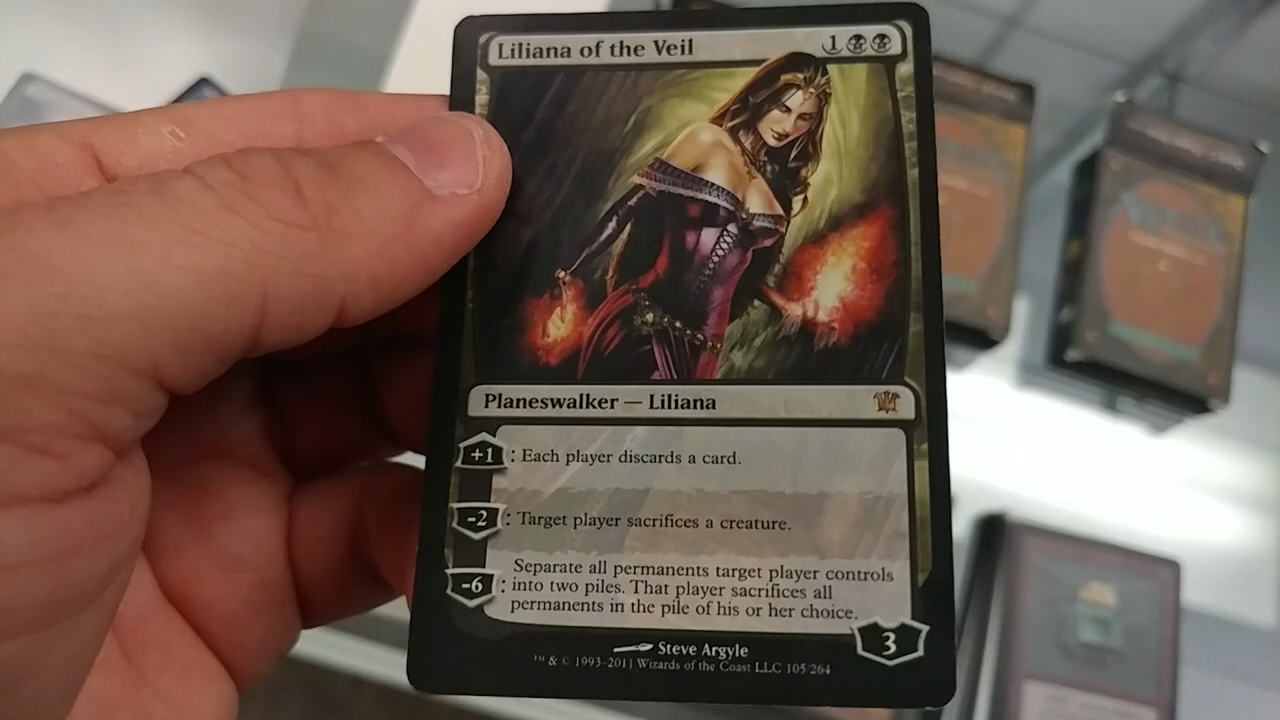 Liliana of the Veil 1
Planeswalker — Liliana
+1 : Each player discards a card.
-2 : Target player sacrifices a creature.
Separate all permanents target player controls
-6 : into two piles. That player sacrifices all
permanents in the pile of his or her choice.
3
Steve Argyle
™ & © 1993-2011 Wizards of the Coast LLC 105/264